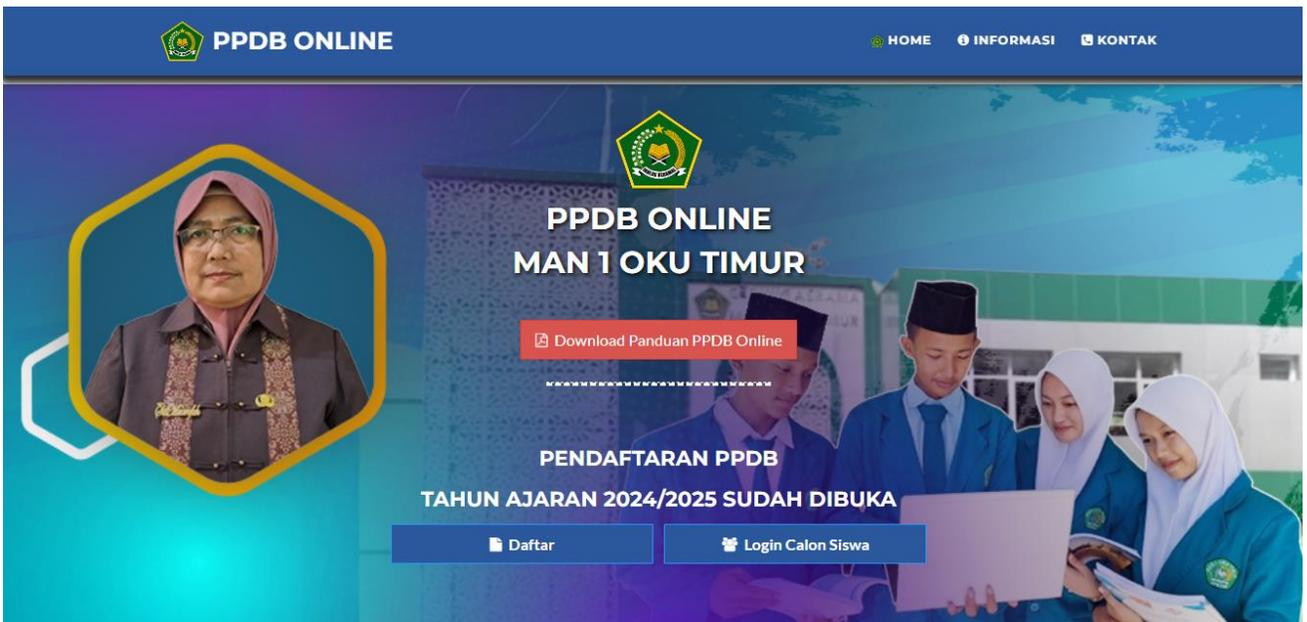 PPDB ONLINE
HOME
INFORMASI
KONTAK
PPDB ONLINE
MAN 1 OKU TIMUR
Download Panduan PPDB Online
PENDAFTARAN PPDB
TAHUN AJARAN 2024/2025 SUDAH DIBUKA
Daftar
Login Calon Siswa